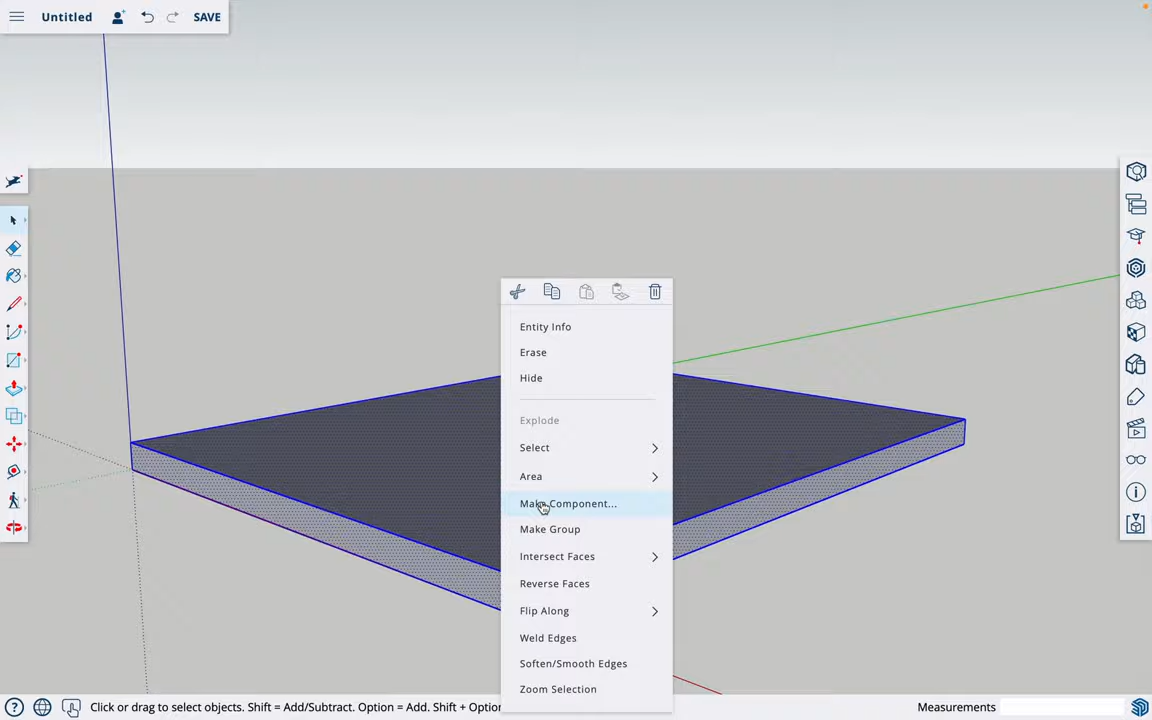 Untitled
SAVE
Entity Info
Erase
Hide
Explode
Select
Area
Make Component...
Make Group
Intersect Faces
Reverse Faces
Flip Along
Weld Edges
Soften/Smooth Edges
Zoom Selection
Click or drag to select objects. Shift = Add/Subtract. Option = Add. Shift + Option
Measurements